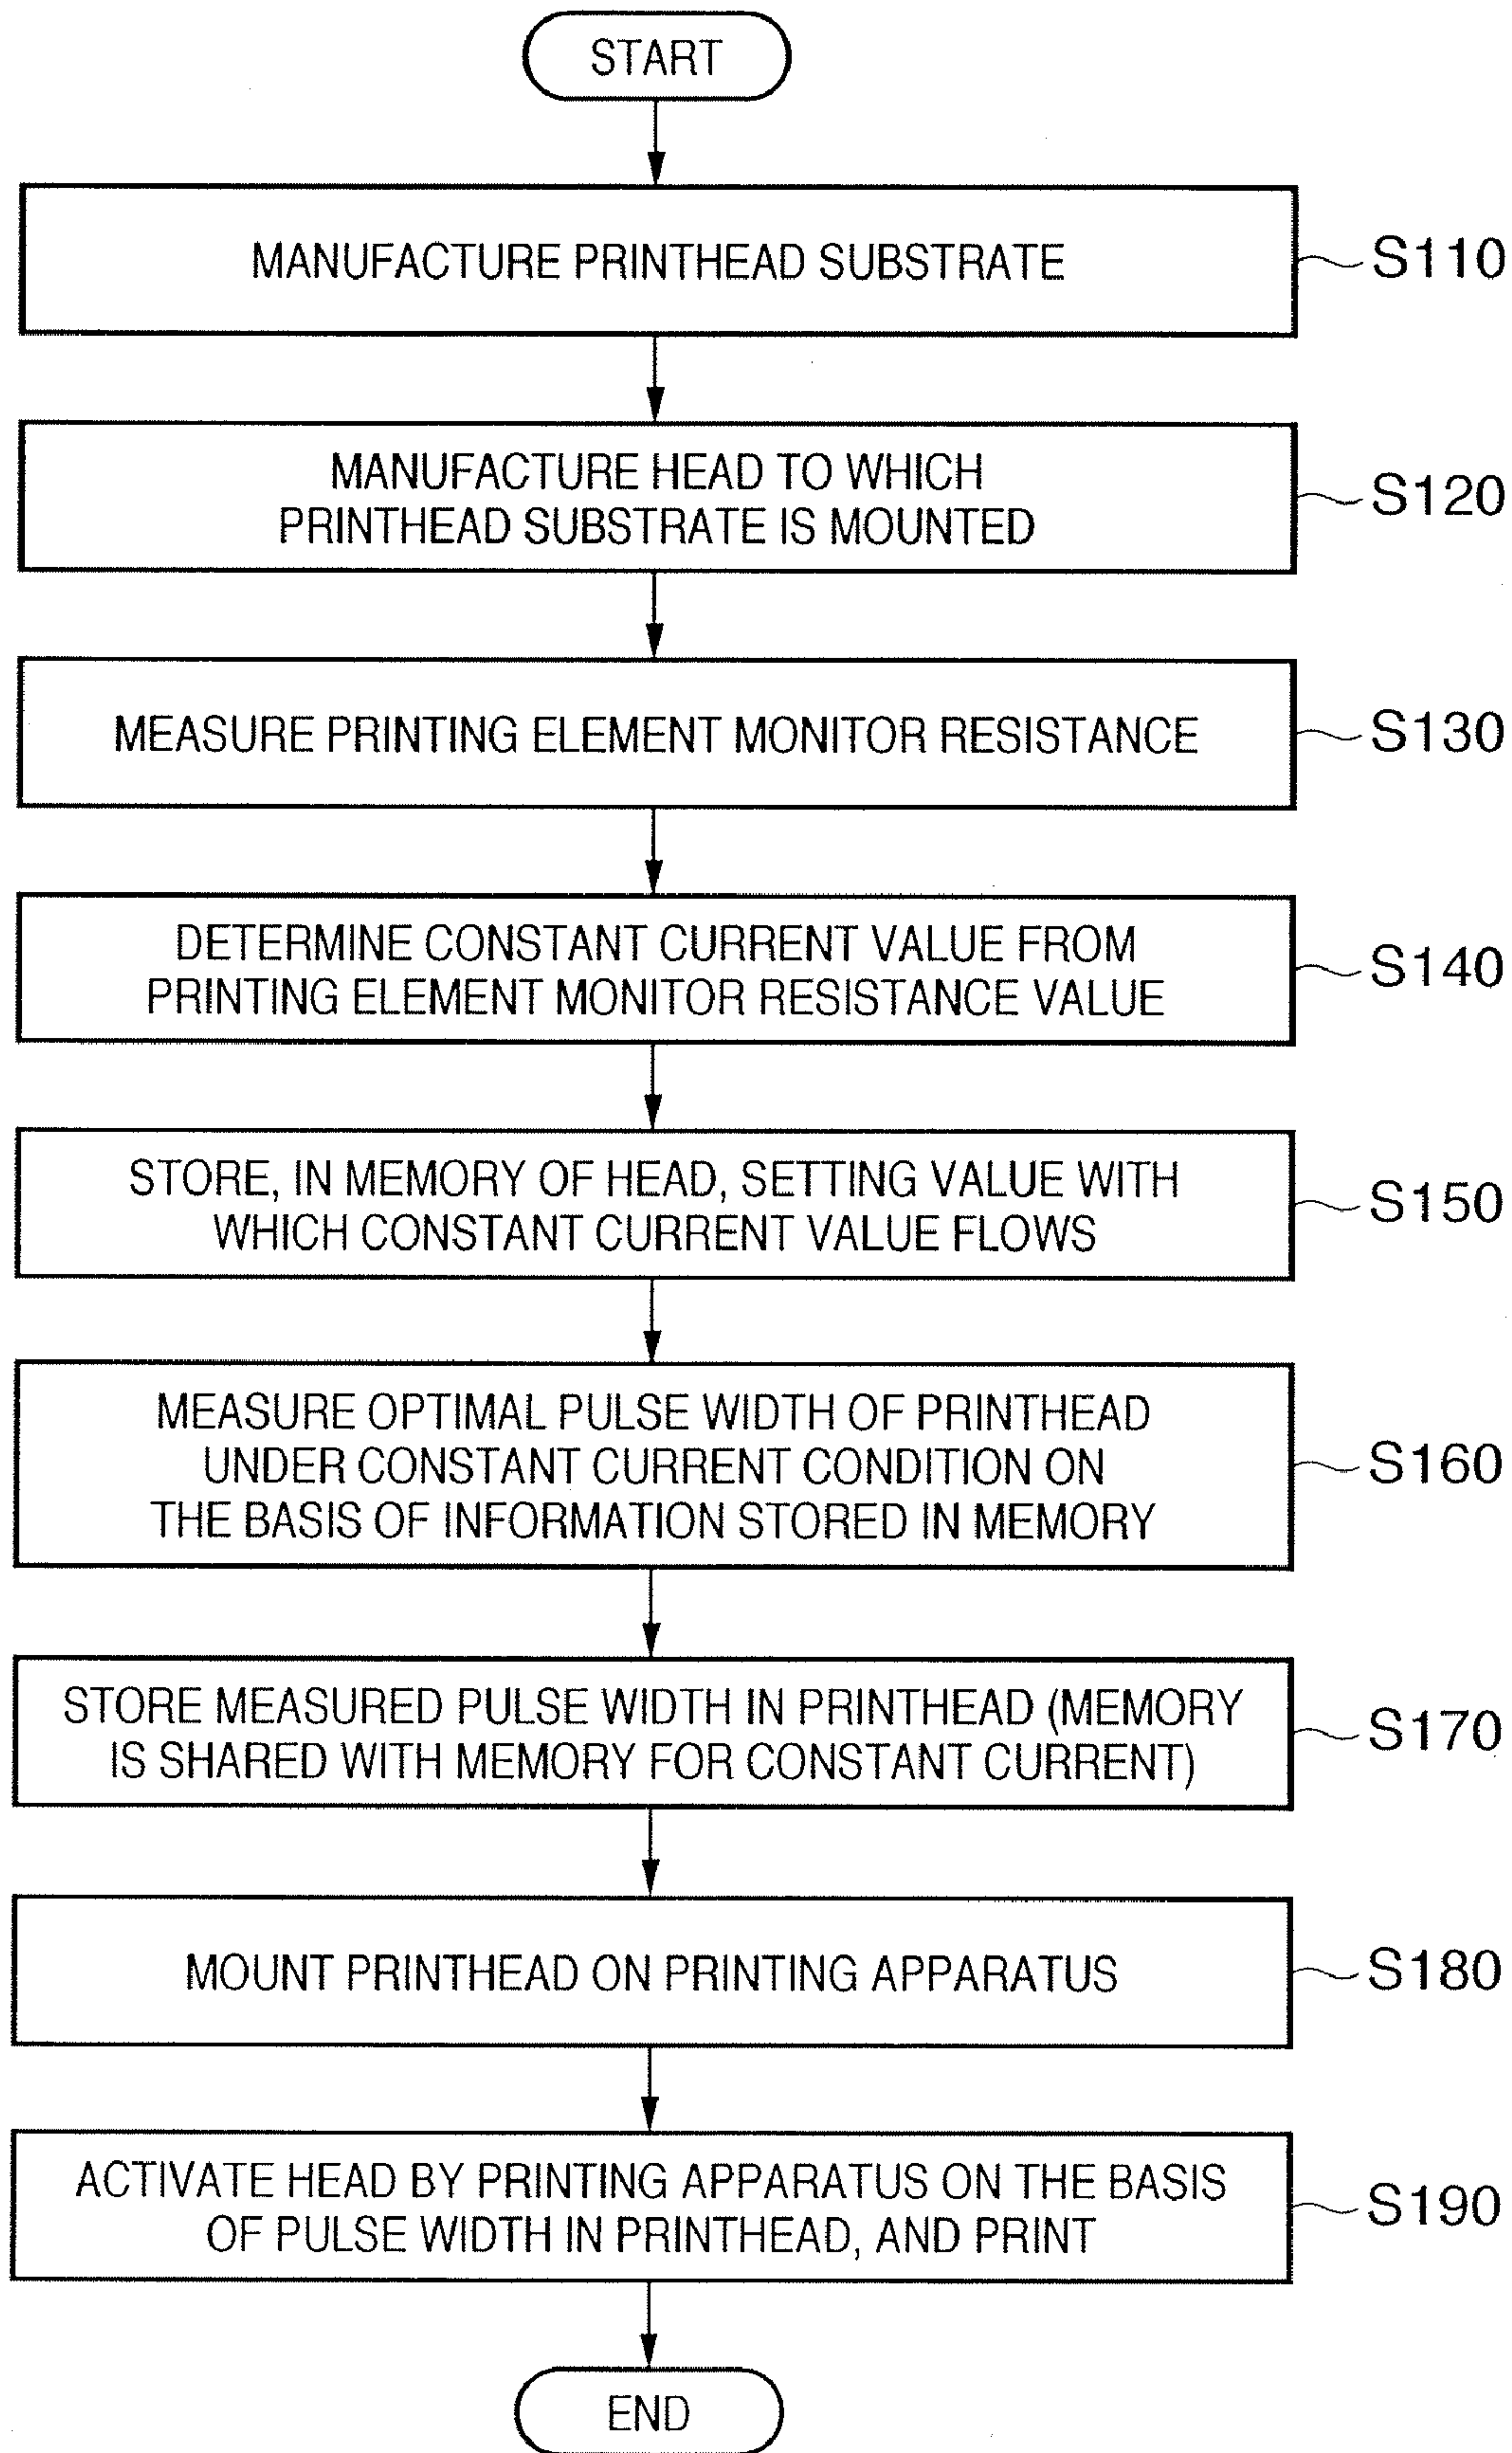 START
MANUFACTURE PRINTHEAD SUBSTRATE
S110
MANUFACTURE HEAD TO WHICH
PRINTHEAD SUBSTRATE IS MOUNTED
S120
MEASURE PRINTING ELEMENT MONITOR RESISTANCE
S130
DETERMINE CONSTANT CURRENT VALUE FROM
PRINTING ELEMENT MONITOR RESISTANCE VALUE
S140
STORE, IN MEMORY OF HEAD, SETTING VALUE WITH
WHICH CONSTANT CURRENT VALUE FLOWS
S150
MEASURE OPTIMAL PULSE WIDTH OF PRINTHEAD
UNDER CONSTANT CURRENT CONDITION ON
THE BASIS OF INFORMATION STORED IN MEMORY
S160
STORE MEASURED PULSE WIDTH IN PRINTHEAD (MEMORY
IS SHARED WITH MEMORY FOR CONSTANT CURRENT)
S170
MOUNT PRINTHEAD ON PRINTING APPARATUS
S180
ACTIVATE HEAD BY PRINTING APPARATUS ON THE BASIS
OF PULSE WIDTH IN PRINTHEAD, AND PRINT
S190
END